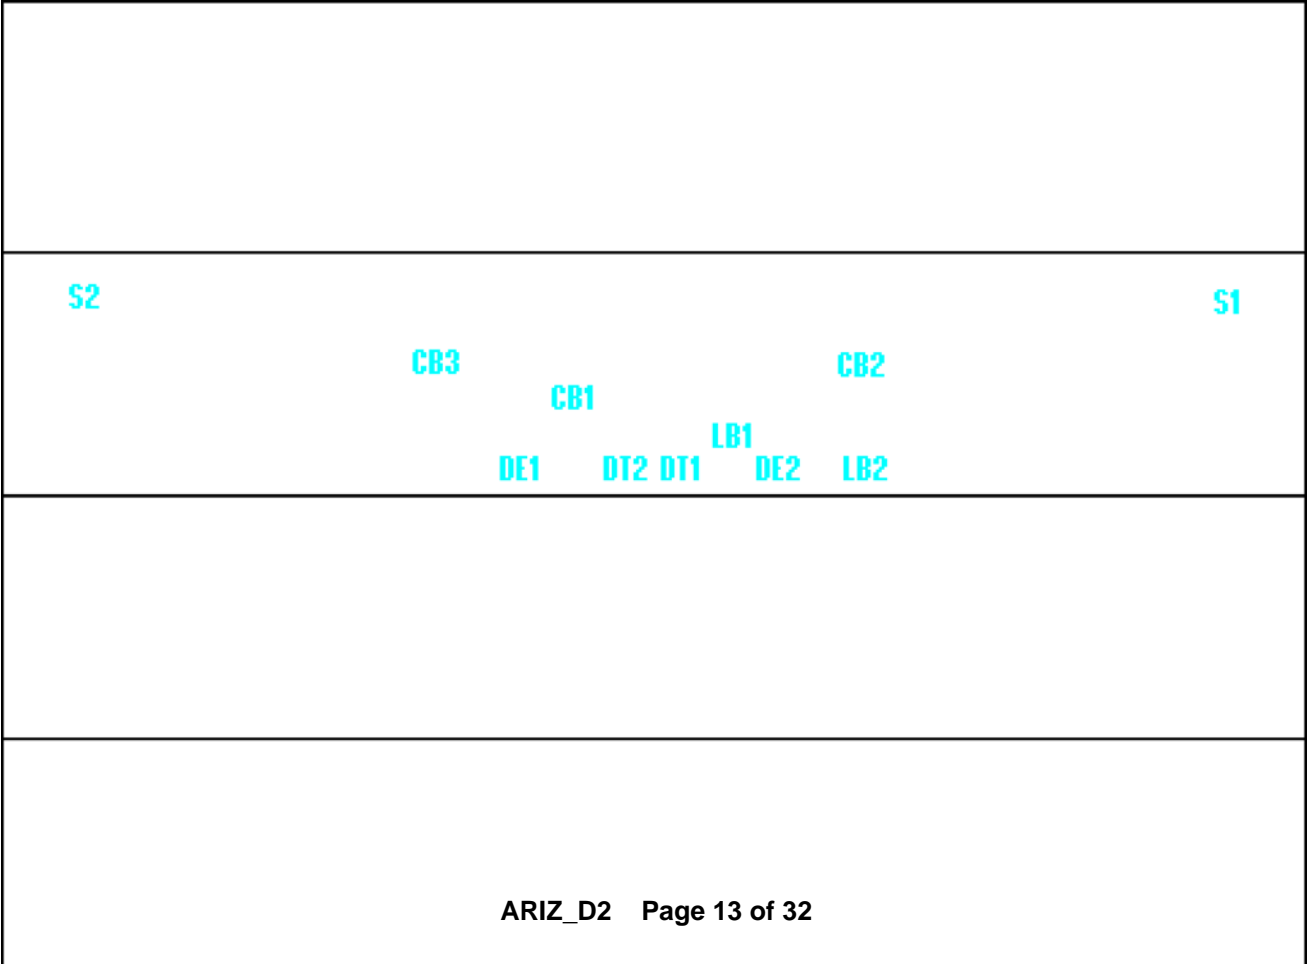 S2 S1
CB3 CB2
CB1
LB1
DE1 DT2 DT1 DE2 LB2
ARIZ_D2 Page 13 of 32